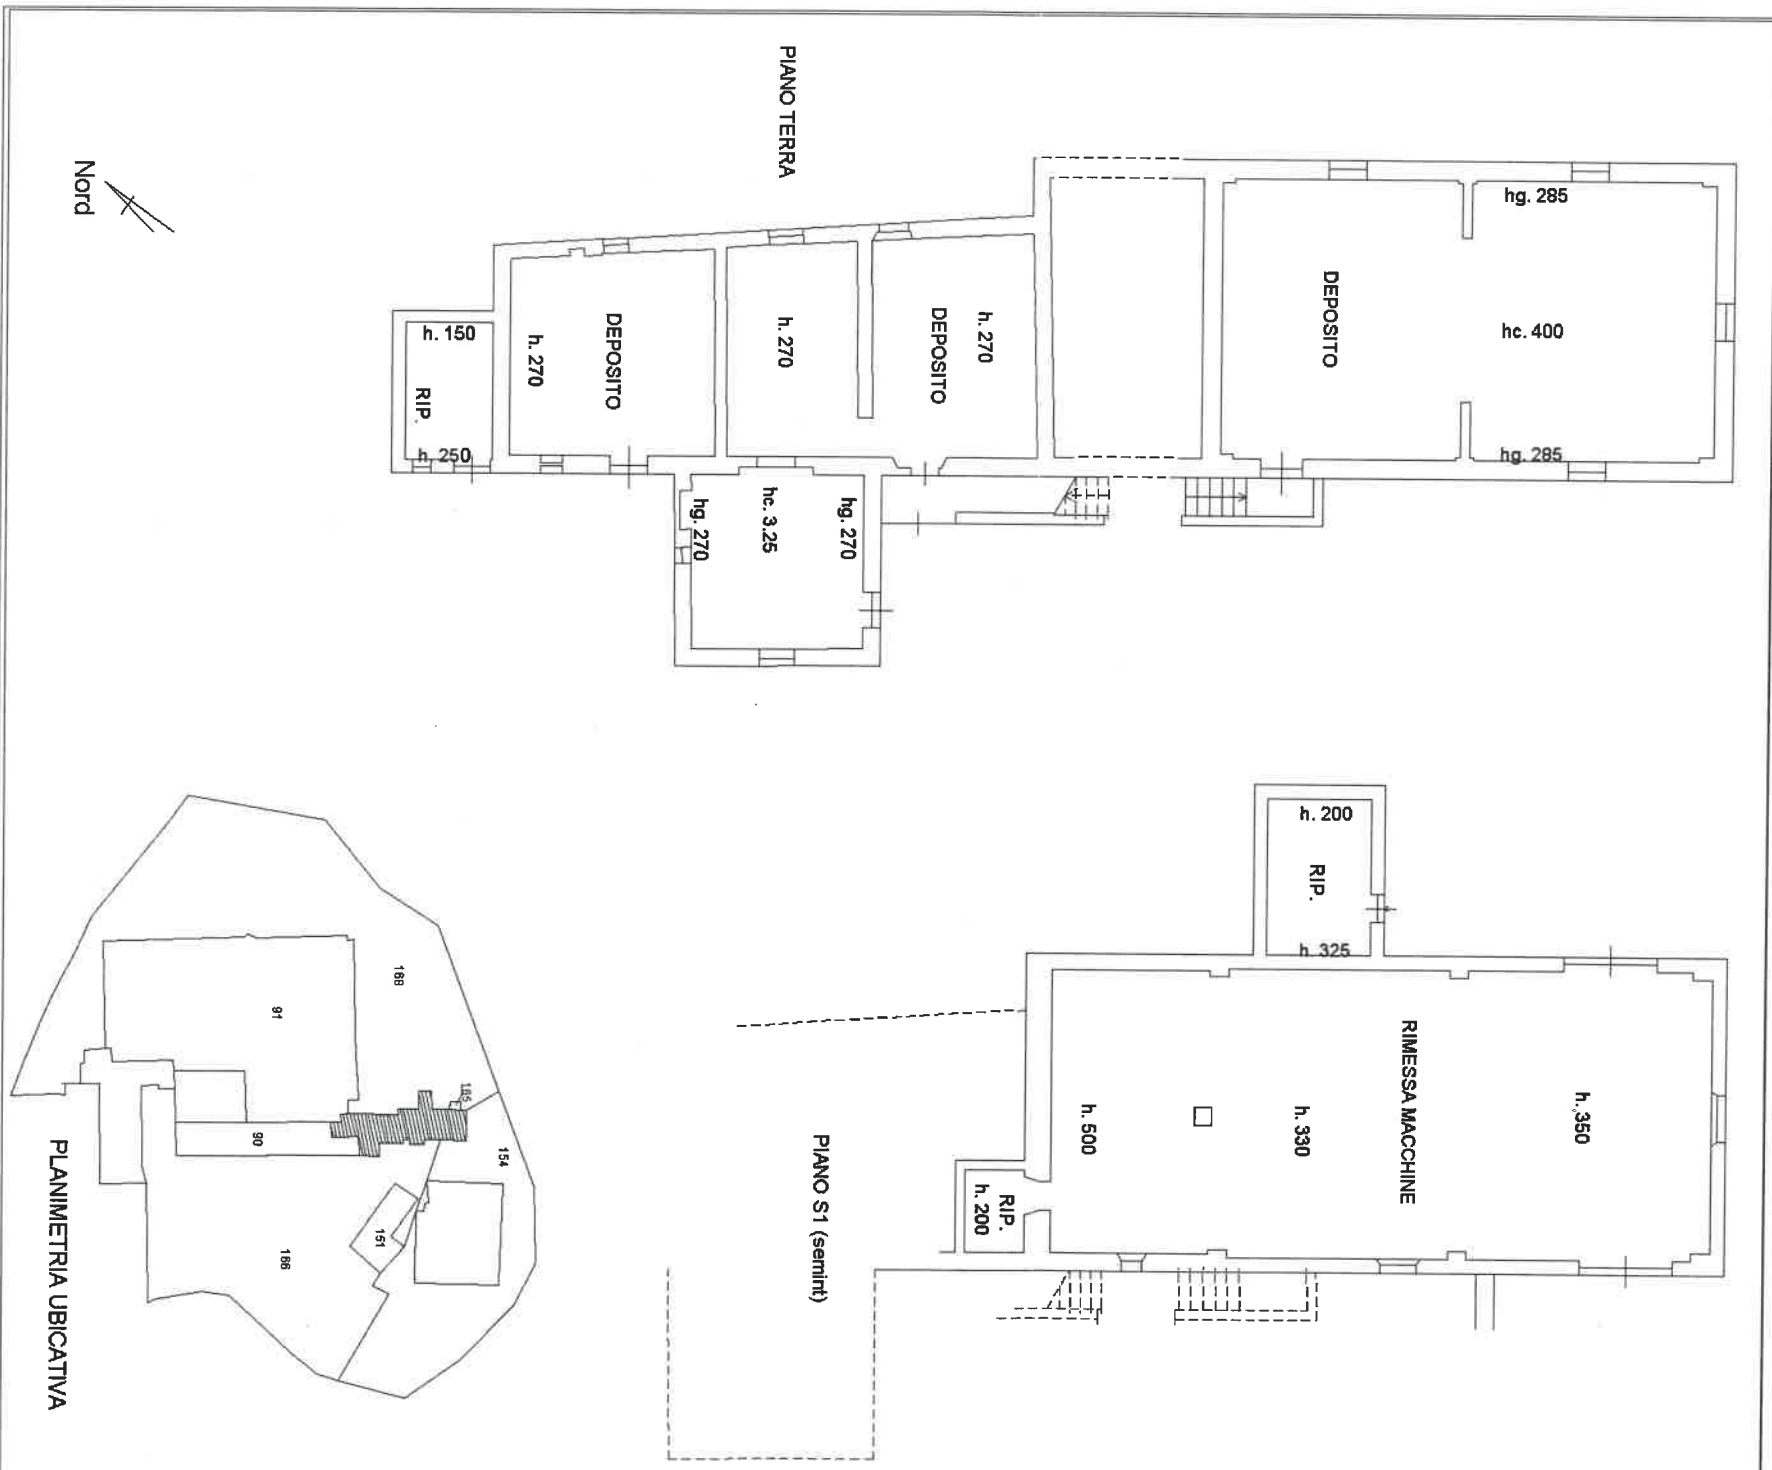 PIANO TERRA
Nord
hg. 285
DEPOSITO
hc. 400
hg. 285
h. 270
DEPOSITO
h. 270
DEPOSITO
h. 270
h. 150
RIP.
h. 250
hg. 270
hc. 3.25
hg. 270
h. 200
RIP.
h. 325
RIMESSA MACCHINE
h. 350
h. 330
h. 500
RIP.
h. 200
PIANO S1 (semint)
168
91
185
90
154
151
166
PLANIMETRIA UBICATIVA